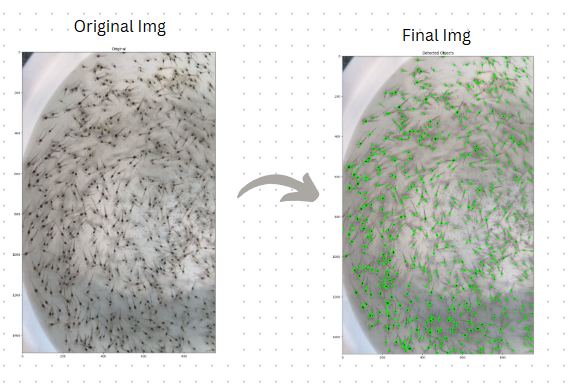 Original Img
Final Img
Original
Detected Objects